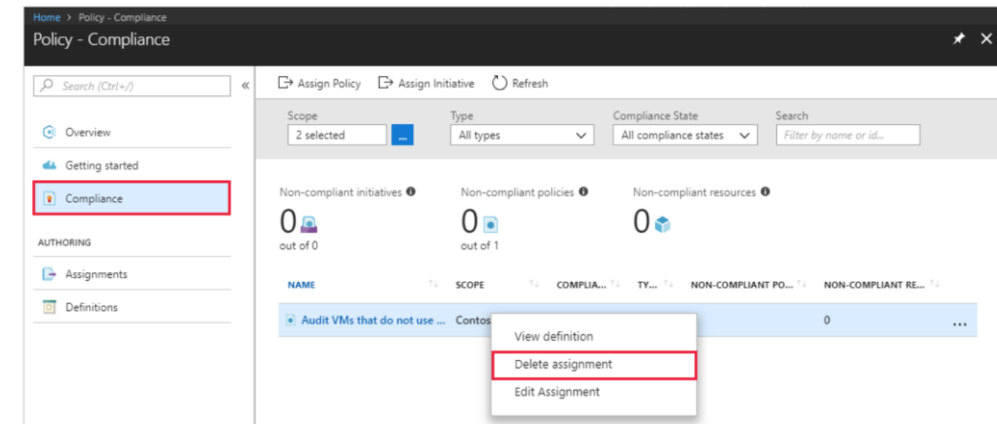 Home > Policy - Compliance
Policy - Compliance
Search (Ctrl+/)
Overview
Getting started
Compliance
AUTHORING
Assignments
Definitions
Assign Policy Assign Initiative Refresh
Scope Type Compliance State Search
2 selected ... All types All compliance states Filter by name or id...
Non-compliant initiatives Non-compliant policies Non-compliant resources
0 0 0
out of 0 out of 1
NAME SCOPE COMPLIA... TY... NON-COMPLIANT PO... NON-COMPLIANT RE...
Audit VMs that do not use ... Contos 0 ...
View definition
Delete assignment
Edit Assignment